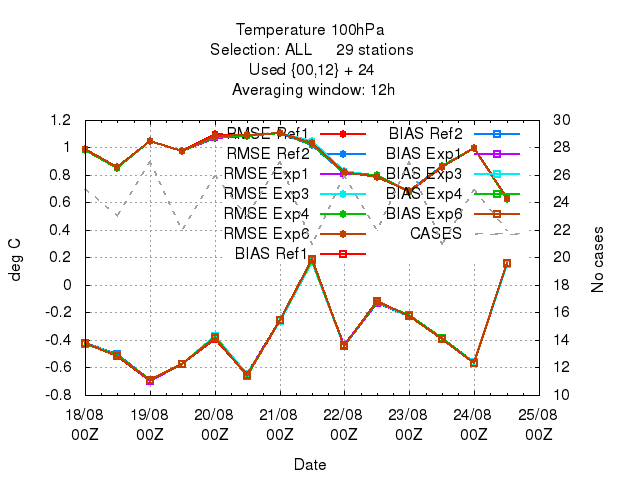 Temperature 100hPa
Selection: ALL 29 stations
Used {00,12} + 24
Averaging window: 12h
1.2
1
0.8
0.6
0.4
0.2
0
-0.2
-0.4
-0.6
-0.8
deg C
RMSE Ref1
RMSE Ref2
RMSE Exp1
RMSE Exp3
RMSE Exp4
RMSE Exp6
BIAS Ref1
BIAS Ref2
BIAS Exp1
BIAS Exp3
BIAS Exp4
BIAS Exp6
CASES
30
28
26
24
22
20
18
16
14
12
10
No cases
18/08 19/08 20/08 21/08 22/08 23/08 24/08 25/08
00Z 00Z 00Z 00Z 00Z 00Z 00Z 00Z
Date